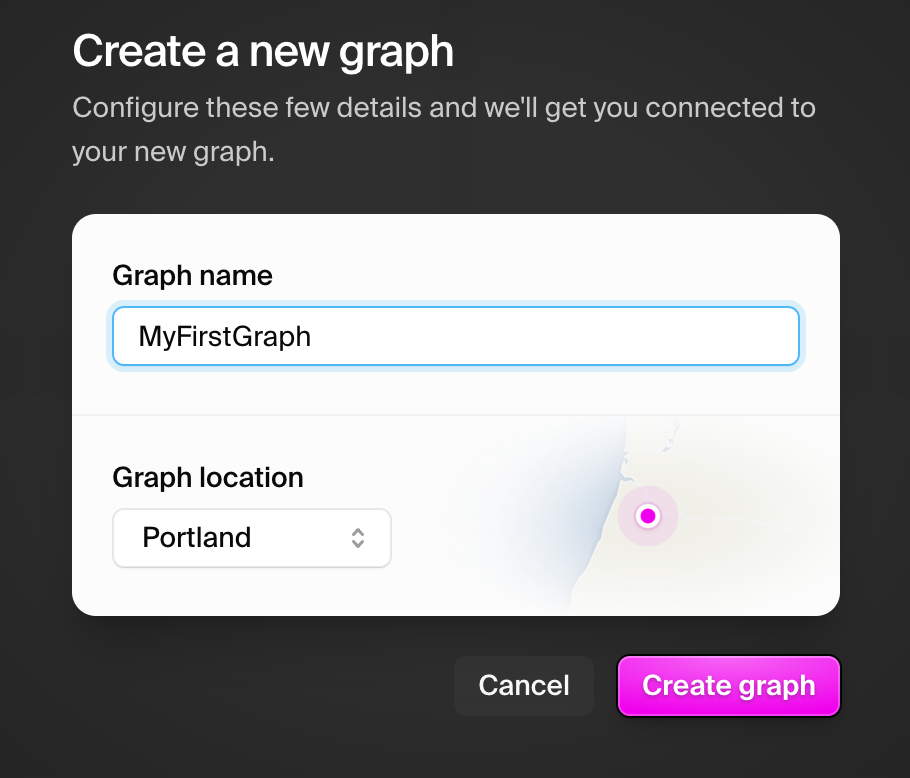 Create a new graph
Configure these few details and we'll get you connected to
your new graph.
Graph name
MyFirstGraph
Graph location
Portland
Cancel
Create graph